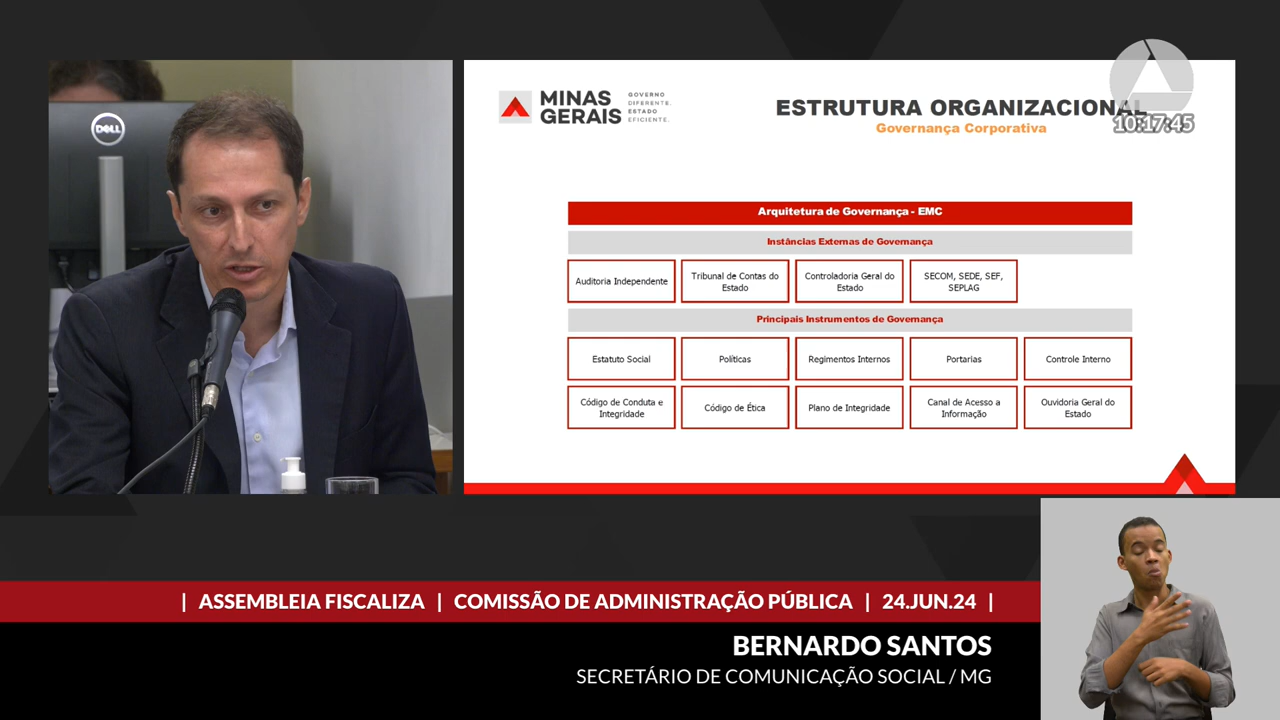 DELL
MINAS
GERAIS
GOVERNO
DIFERENTE.
ESTADO
EFICIENTE.
ESTRUTURA ORGANIZACIONAL
Governança Corporativa
10:17:45
Arquitetura de Governança - EMC
Instâncias Externas de Governança
Auditoria Independente
Tribunal de Contas do
Estado
Controladoria Geral do
Estado
SECOM, SEDE, SEF,
SEPLAG
Principais Instrumentos de Governança
Estatuto Social
Políticas
Regimentos Internos
Portarias
Controle Interno
Código de Conduta e
Integridade
Código de Ética
Plano de Integridade
Canal de Acesso a
Informação
Ouvidoria Geral do
Estado
| ASSEMBLEIA FISCALIZA | COMISSÃO DE ADMINISTRAÇÃO PÚBLICA | 24.JUN.24 |
BERNARDO SANTOS
SECRETÁRIO DE COMUNICAÇÃO SOCIAL / MG